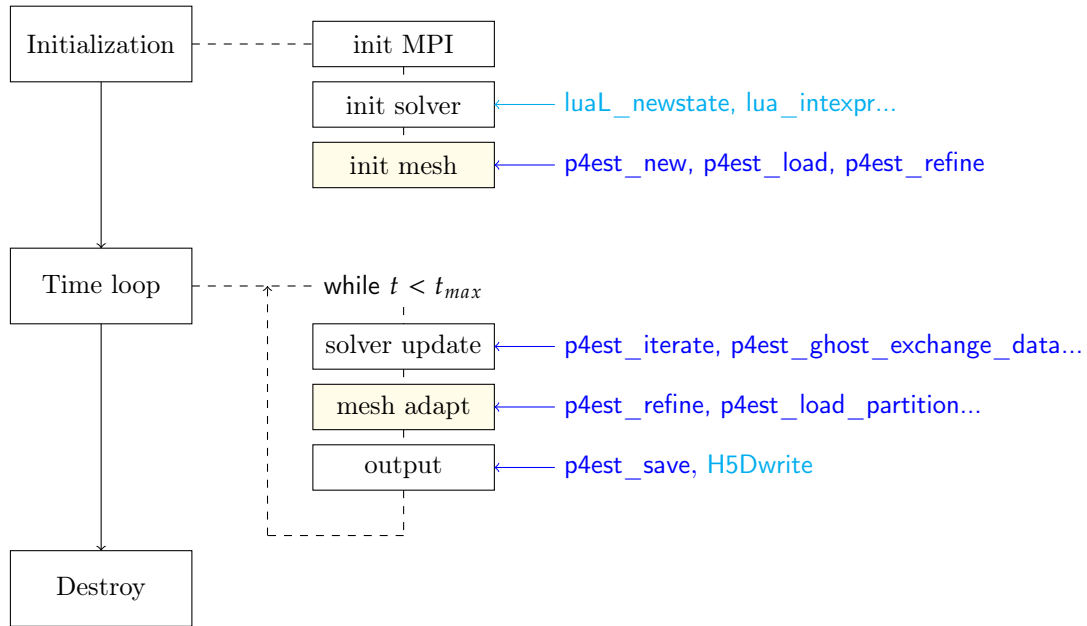 Initialization
init MPI
init solver
luaL_newstate, lua_intexpr...
init mesh
p4est_new, p4est_load, p4est_refine
Time loop
while t < t_max
solver update
p4est_iterate, p4est_ghost_exchange_data...
mesh adapt
p4est_refine, p4est_load_partition...
output
p4est_save, H5Dwrite
Destroy